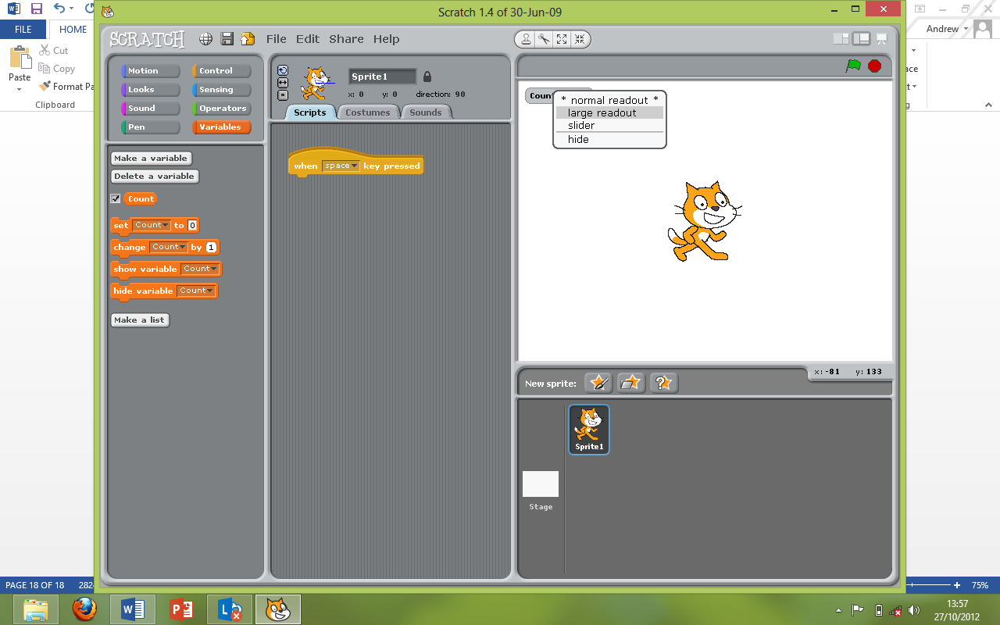 Scratch 1.4 of 30-Jun-09
FILE
HOME
Cut
Copy
Paste
Format Pa
Clipboard
Andrew
ace
SCRATCH
File Edit Share Help
Motion
Control
Looks
Sensing
Sound
Operators
Pen
Variables
Make a variable
Delete a variable
Count
set Count to 0
change Count by 1
show variable Count
hide variable Count
Make a list
Sprite1
x: 0 y: 0 direction: 90
Scripts Costumes Sounds
when space key pressed
Coun
* normal readout *
large readout
slider
hide
x: -81 y: 133
New sprite:
Sprite1
Stage
PAGE 18 OF 18 282
75%
13:57
27/10/2012